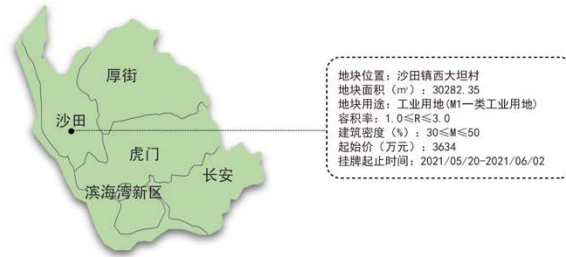 厚街
沙田
虎门
长安
滨海湾新区
地块位置：沙田镇西大坦村
地块面积（㎡）：30282.35
地块用途：工业用地(M1一类工业用地)
容积率：1.0≤R≤3.0
建筑密度（%）：30≤M≤50
起始价（万元）：3634
挂牌起止时间：2021/05/20-2021/06/02